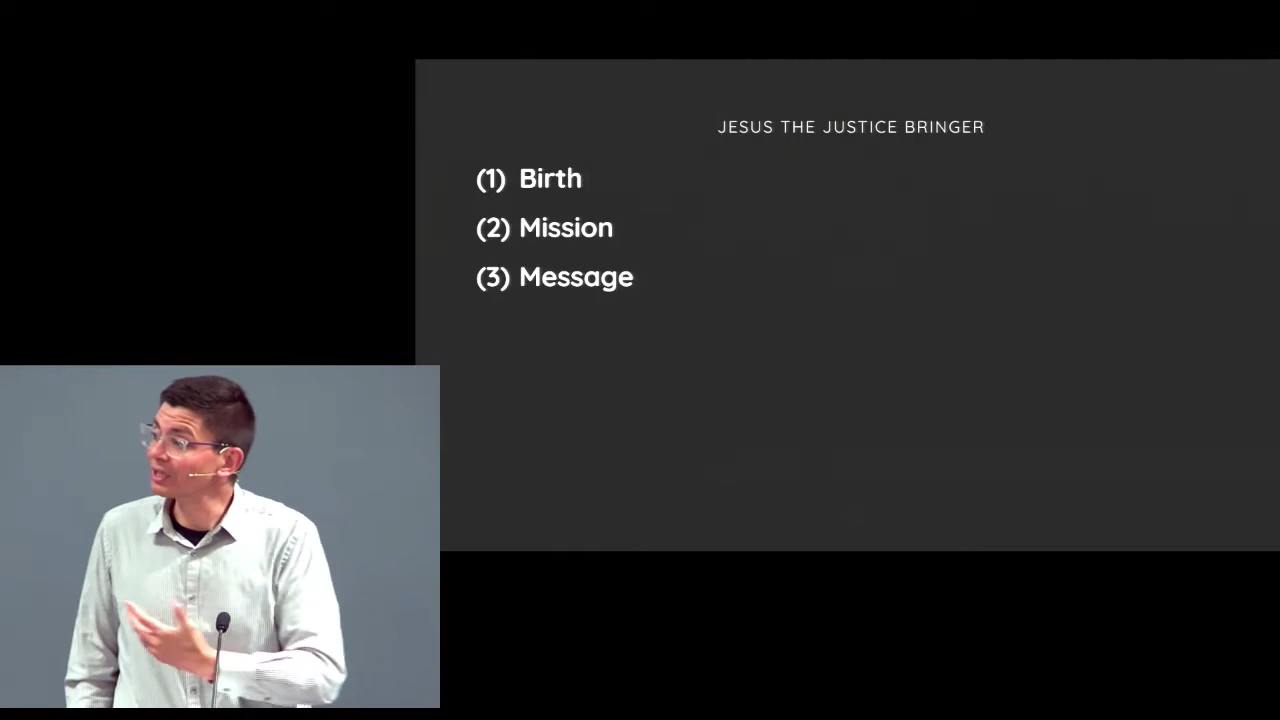 JESUS THE JUSTICE BRINGER
(1) Birth
(2) Mission
(3) Message